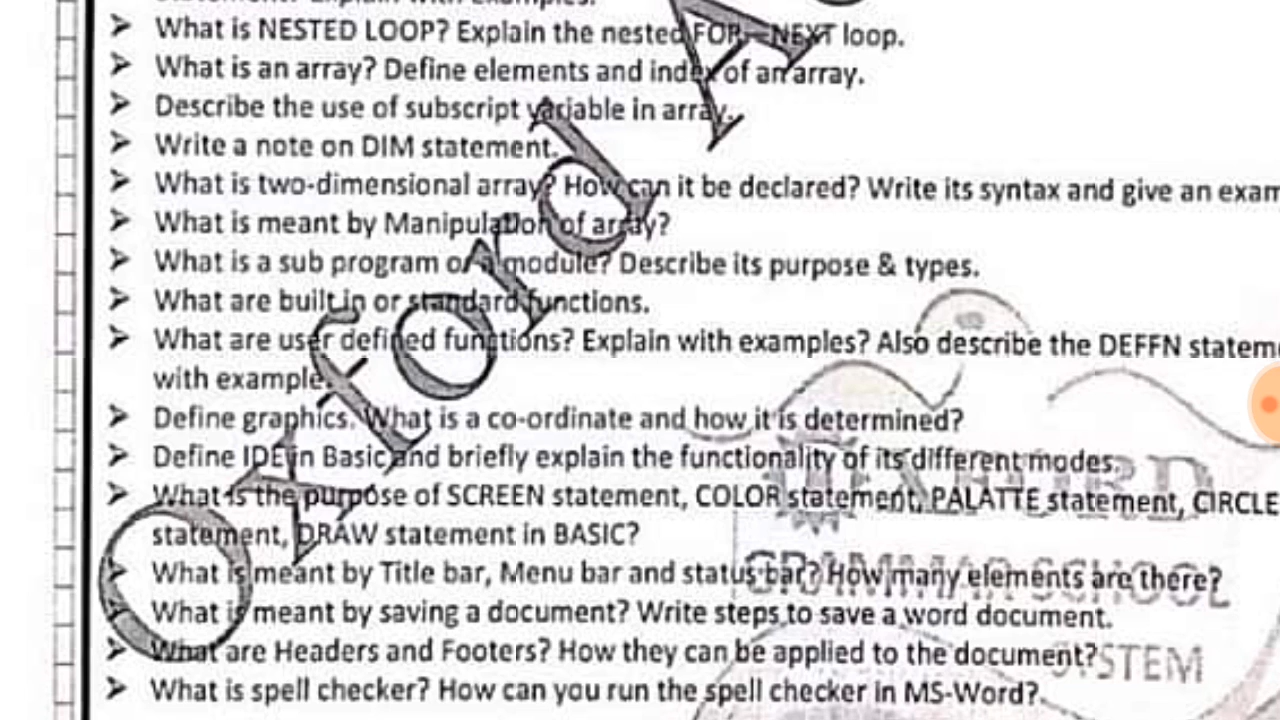 statement? Explain with examples.
➤ What is NESTED LOOP? Explain the nested FOR—NEXT loop.
➤ What is an array? Define elements and index of an array.
➤ Describe the use of subscript variable in array.
➤ Write a note on DIM statement.
➤ What is two-dimensional array? How can it be declared? Write its syntax and give an exam
➤ What is meant by Manipulation of array?
➤ What is a sub program or a module? Describe its purpose & types.
➤ What are built in or standard functions.
➤ What are user defined functions? Explain with examples? Also describe the DEFFN stateme
with example.
➤ Define graphics. What is a co-ordinate and how it is determined?
➤ Define IDE in Basic and briefly explain the functionality of its different modes.
➤ What is the purpose of SCREEN statement, COLOR statement, PALATTE statement, CIRCLE
statement, DRAW statement in BASIC?
➤ What is meant by Title bar, Menu bar and status bar? How many elements are there?
➤ What is meant by saving a document? Write steps to save a word document.
➤ What are Headers and Footers? How they can be applied to the document?
➤ What is spell checker? How can you run the spell checker in MS-Word?
Oxford A
OXFORD
GRAMMAR SCHOOL
SYSTEM